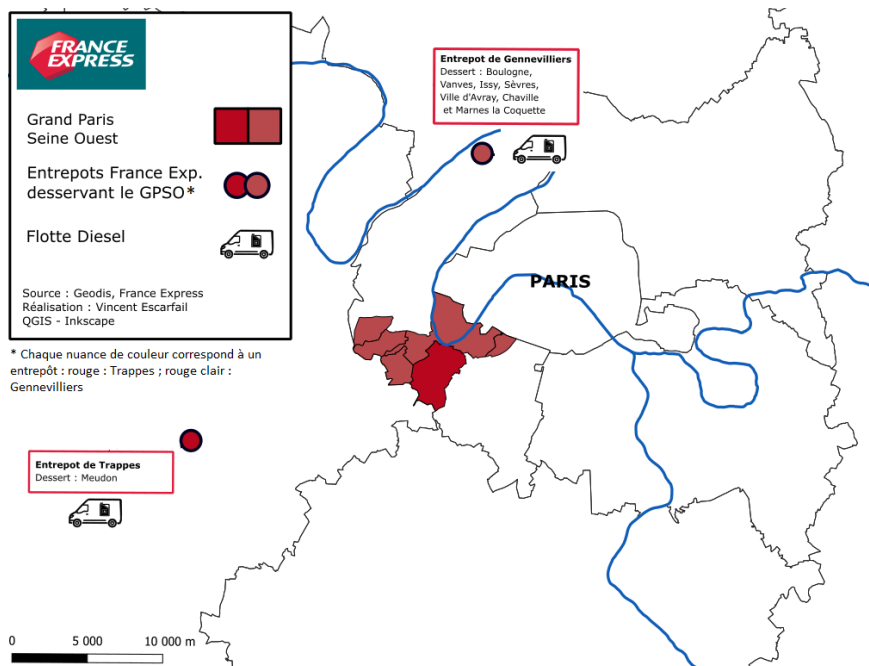 FRANCE
EXPRESS
Grand Paris
Seine Ouest
Entrepots France Exp.
desservant le GPSO*
Flotte Diesel
Source : Geodis, France Express
Réalisation : Vincent Escarfail
QGIS - Inkscape
* Chaque nuance de couleur correspond à un
entrepôt : rouge : Trappes ; rouge clair :
Gennevilliers
Entrepot de Gennevilliers
Dessert : Boulogne,
Vanves, Issy, Sèvres,
Ville d'Avray, Chaville
et Marnes la Coquette
PARIS
Entrepot de Trappes
Dessert : Meudon
0 5 000 10 000 m